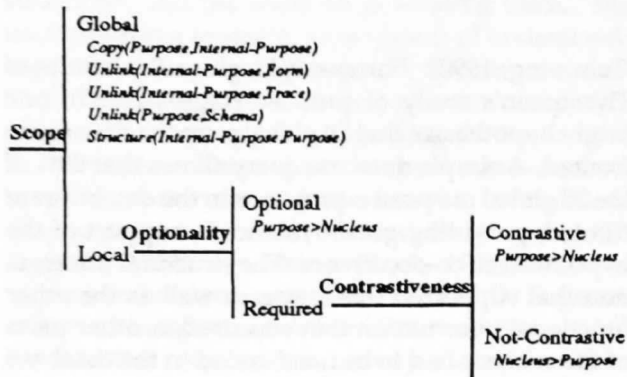 Global
Copy(Purpose,Internal-Purpose)
Unlink(Internal-Purpose,Form)
Unlink(Internal-Purpose,Trace)
Unlink(Purpose,Schema)
Scope Structure(Internal-Purpose,Purpose)
Optional
Optionality Purpose>Nucleus
Local
Contrastive
Purpose>Nucleus
Contrastiveness
Required
Not-Contrastive
Nucleus>Purpose